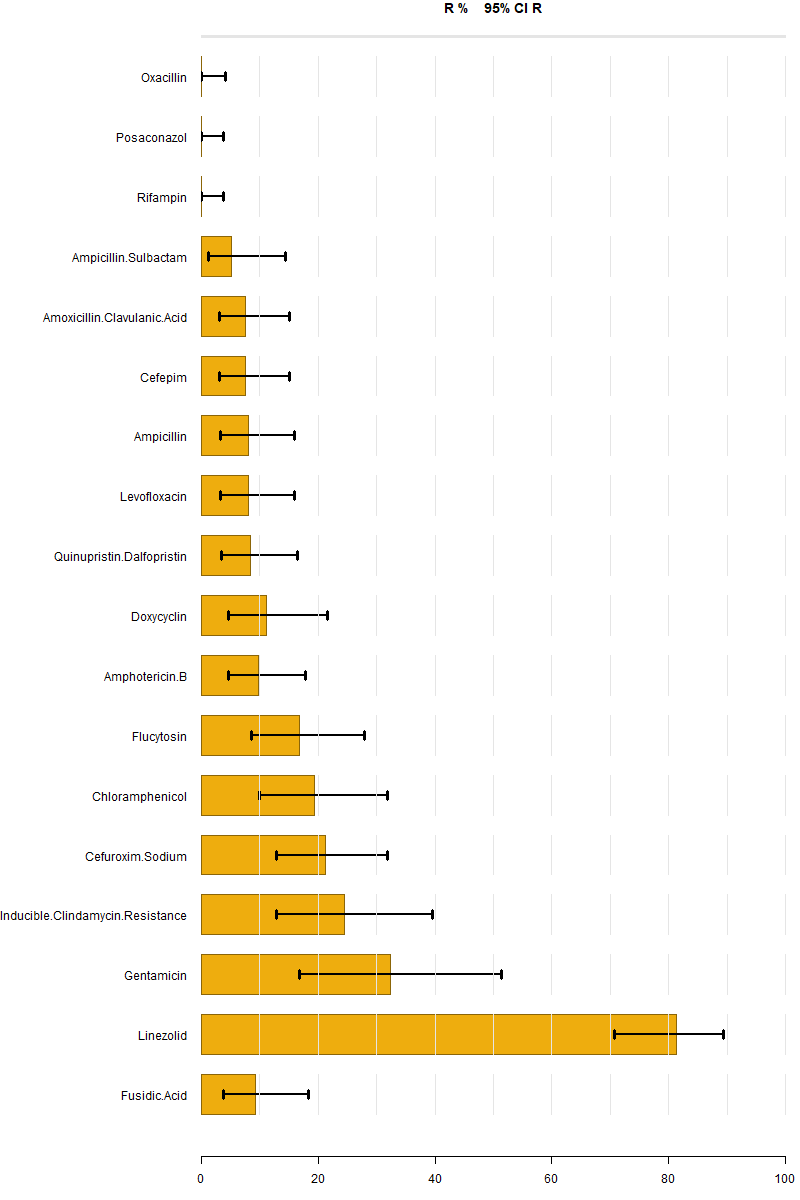 R % 95% CI R
Oxacillin
Posaconazol
Rifampin
Ampicillin.Sulbactam
Amoxicillin.Clavulanic.Acid
Cefepim
Ampicillin
Levofloxacin
Quinupristin.Dalfopristin
Doxycyclin
Amphotericin.B
Flucytosin
Chloramphenicol
Cefuroxim.Sodium
Inducible.Clindamycin.Resistance
Gentamicin
Linezolid
Fusidic.Acid
0 20 40 60 80 100